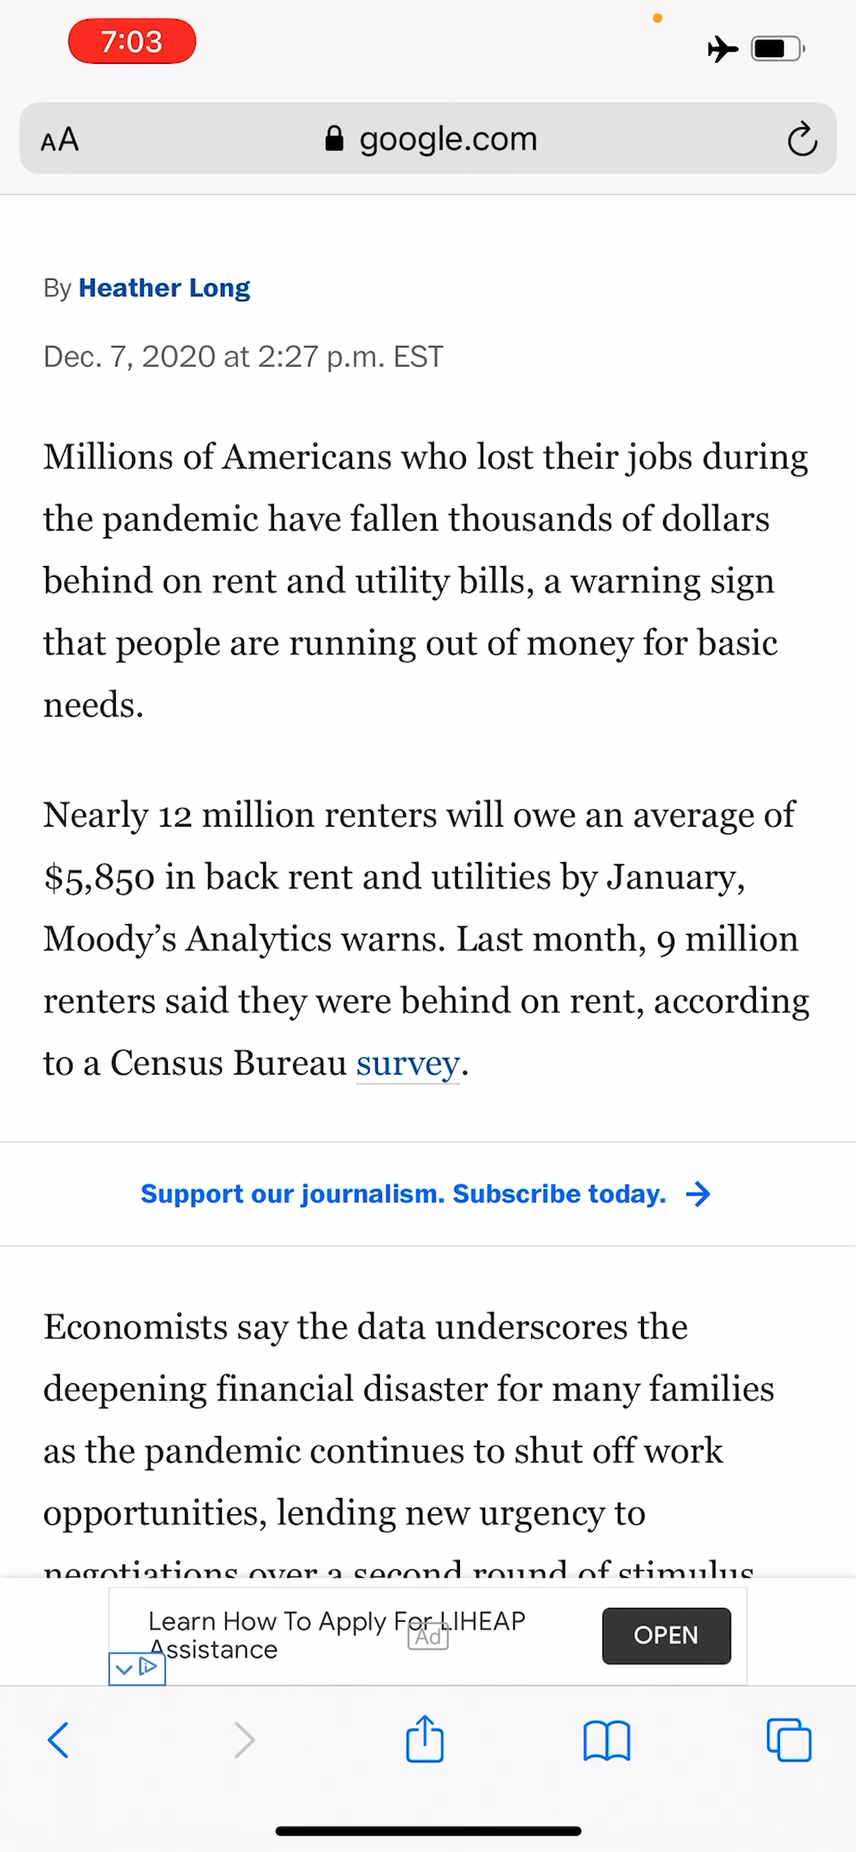 7:03
AA google.com
By Heather Long
Dec. 7, 2020 at 2:27 p.m. EST
Millions of Americans who lost their jobs during
the pandemic have fallen thousands of dollars
behind on rent and utility bills, a warning sign
that people are running out of money for basic
needs.
Nearly 12 million renters will owe an average of
$5,850 in back rent and utilities by January,
Moody’s Analytics warns. Last month, 9 million
renters said they were behind on rent, according
to a Census Bureau survey.
Support our journalism. Subscribe today. →
Economists say the data underscores the
deepening financial disaster for many families
as the pandemic continues to shut off work
opportunities, lending new urgency to
negotiations over a second round of stimulus
Learn How To Apply For LIHEAP
Assistance
Ad
OPEN